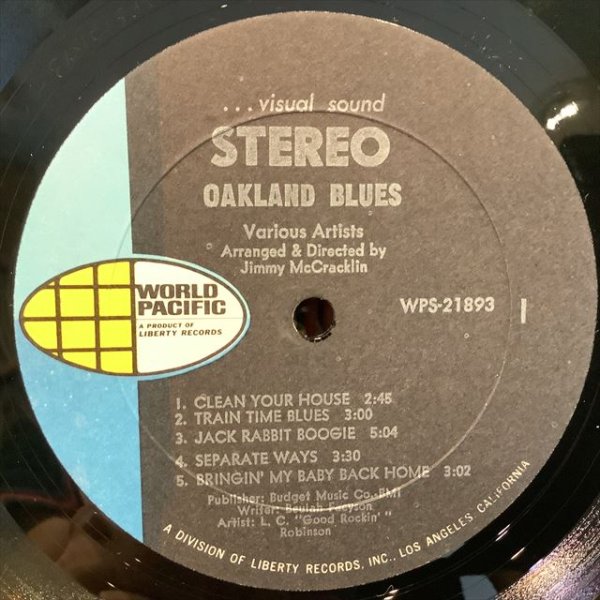 ...visual sound
STEREO
OAKLAND BLUES
Various Artists
Arranged & Directed by
Jimmy McCracklin
WORLD
PACIFIC
A PRODUCT OF
LIBERTY RECORDS
WPS-21893 1
1. CLEAN YOUR HOUSE 2:45
2. TRAIN TIME BLUES 3:00
3. JACK RABBIT BOOGIE 5:04
4. SEPARATE WAYS 3:30
5. BRINGIN' MY BABY BACK HOME 3:02
Publisher: Budget Music Co.-BMI
Writer: Beulah
Artist: L. C. "Good Rockin'"
Robinson
A DIVISION OF LIBERTY RECORDS, INC., LOS ANGELES, CALIFORNIA